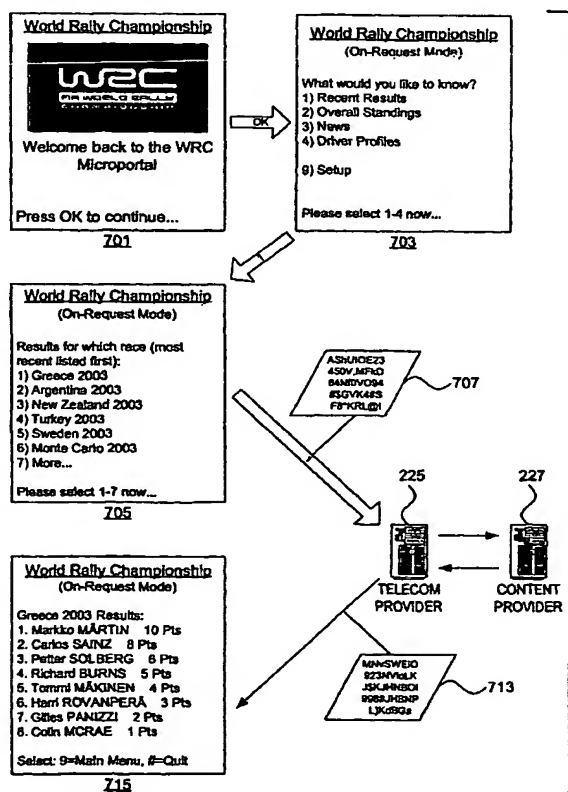 World Rally Championship
WRC
FIA WORLD RALLY
CHAMPIONSHIP
Welcome back to the WRC
Microportal
Press OK to continue...
701
OK
World Rally Championship
(On-Request Mode)
What would you like to know?
1) Recent Results
2) Overall Standings
3) News
4) Driver Profiles
9) Setup
Please select 1-4 now...
703
World Rally Championship
(On-Request Mode)
Results for which race (most
recent listed first):
1) Greece 2003
2) Argentina 2003
3) New Zealand 2003
4) Turkey 2003
5) Sweden 2003
6) Monte Carlo 2003
7) More...
Please select 1-7 now...
705
707
225
227
TELECOM
PROVIDER
CONTENT
PROVIDER
World Rally Championship
(On-Request Mode)
Greece 2003 Results:
1. Markko MÄRTIN 10 Pts
2. Carlos SAINZ 8 Pts
3. Petter SOLBERG 6 Pts
4. Richard BURNS 5 Pts
5. Tommi MÄKINEN 4 Pts
6. Harri ROVANPERÄ 3 Pts
7. Gilles PANIZZI 2 Pts
8. Colin MCRAE 1 Pts
Select: 9=Main Menu, #=Quit
715
713